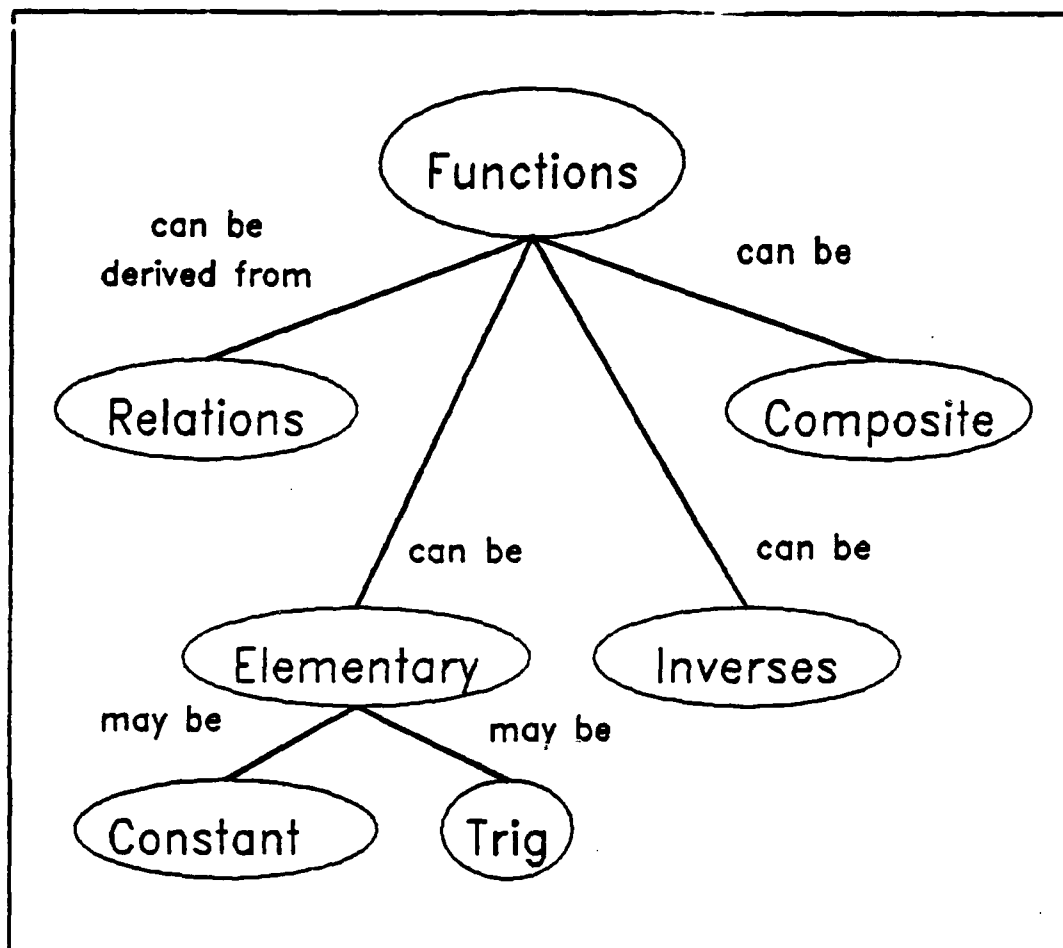 Functions
can be
derived from
can be
Relations
Composite
can be
can be
Elementary
Inverses
may be
may be
Constant
Trig